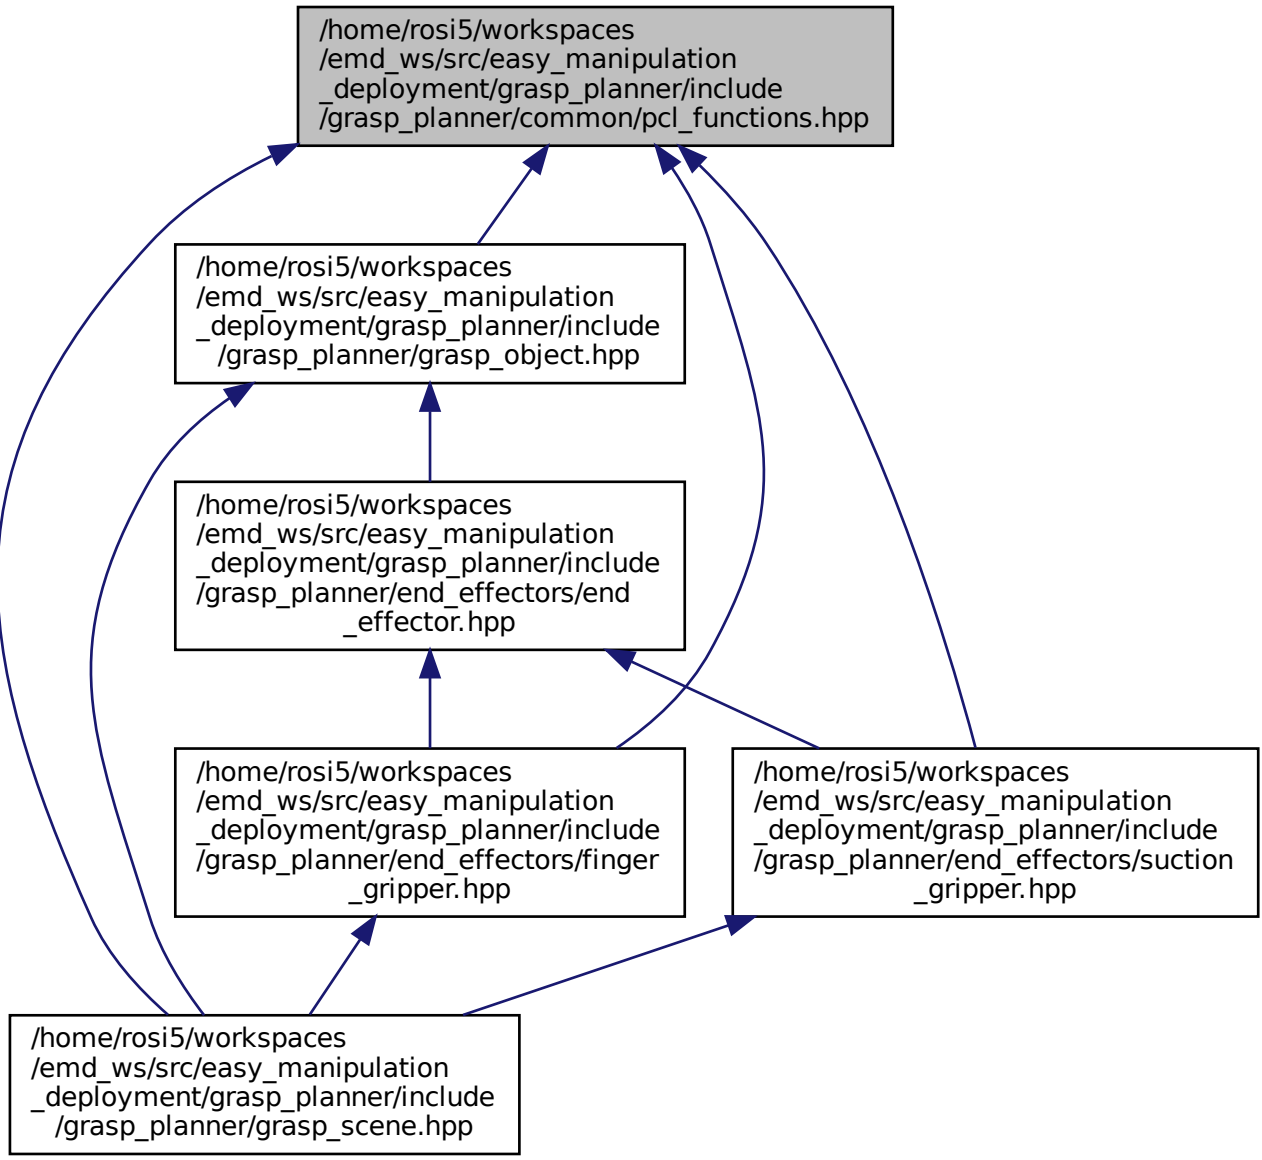 /home/rosi5/workspaces
/emd_ws/src/easy_manipulation
_deployment/grasp_planner/include
/grasp_planner/common/pcl_functions.hpp
/home/rosi5/workspaces
/emd_ws/src/easy_manipulation
_deployment/grasp_planner/include
/grasp_planner/grasp_object.hpp
/home/rosi5/workspaces
/emd_ws/src/easy_manipulation
_deployment/grasp_planner/include
/grasp_planner/end_effectors/end
_effector.hpp
/home/rosi5/workspaces
/emd_ws/src/easy_manipulation
_deployment/grasp_planner/include
/grasp_planner/end_effectors/finger
_gripper.hpp
/home/rosi5/workspaces
/emd_ws/src/easy_manipulation
_deployment/grasp_planner/include
/grasp_planner/end_effectors/suction
_gripper.hpp
/home/rosi5/workspaces
/emd_ws/src/easy_manipulation
_deployment/grasp_planner/include
/grasp_planner/grasp_scene.hpp